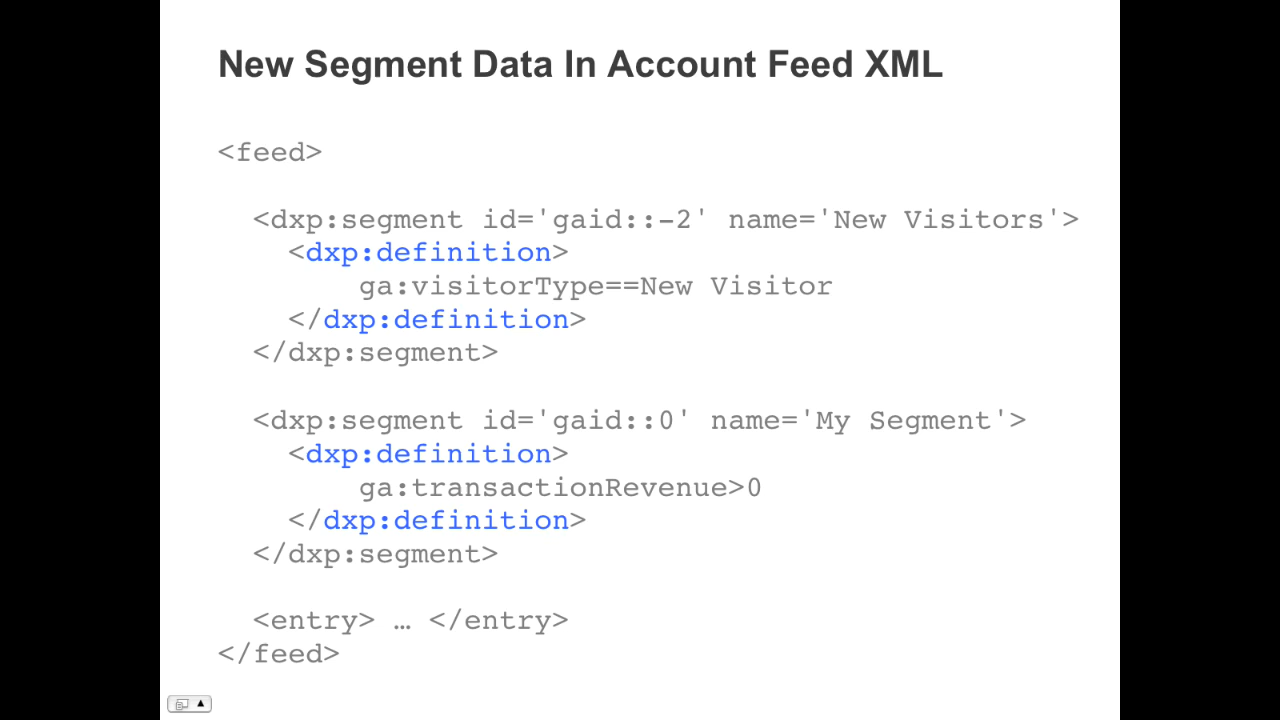 New Segment Data In Account Feed XML
<feed>
<dxp:segment id='gaid::-2' name='New Visitors'>
<dxp:definition>
ga:visitorType==New Visitor
</dxp:definition>
</dxp:segment>
<dxp:segment id='gaid::0' name='My Segment'>
<dxp:definition>
ga:transactionRevenue>0
</dxp:definition>
</dxp:segment>
<entry> … </entry>
</feed>